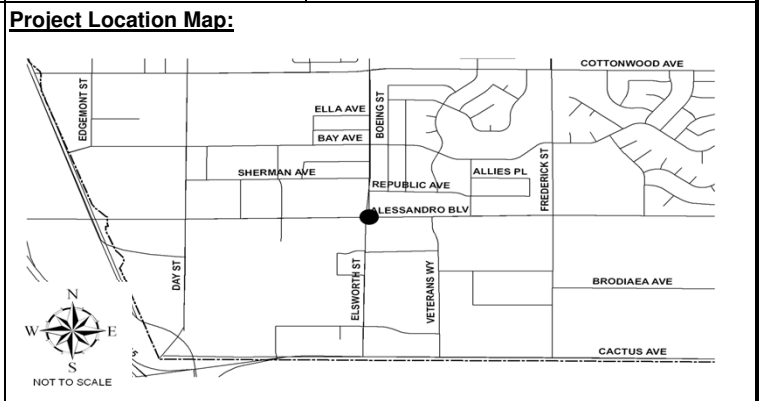 Project Location Map:
COTTONWOOD AVE
EDGEMONT ST
ELLA AVE
BOEING ST
BAY AVE
SHERMAN AVE
ALLIES PL
FREDERICK ST
REPUBLIC AVE
ALESSANDRO BLV
DAY ST
ELSWORTH ST
VETERANS WY
BRODIAEA AVE
N
W
E
S
NOT TO SCALE
CACTUS AVE